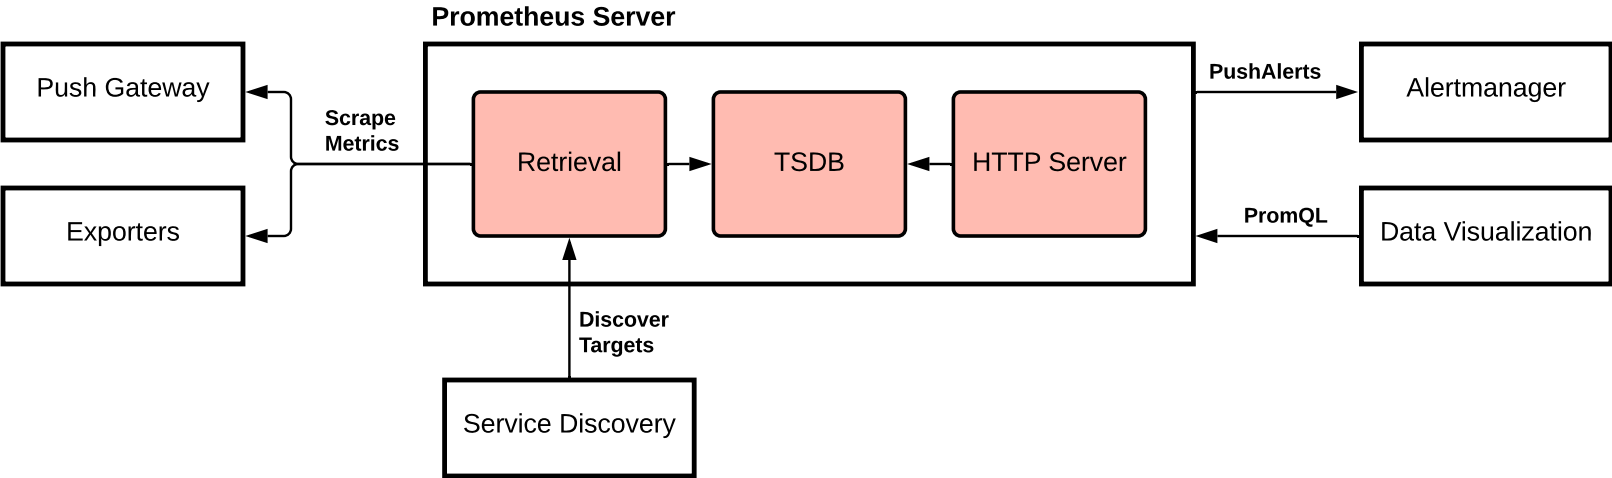 Prometheus Server
Push Gateway
Exporters
Scrape
Metrics
Retrieval
TSDB
HTTP Server
PushAlerts
Alertmanager
PromQL
Data Visualization
Discover
Targets
Service Discovery